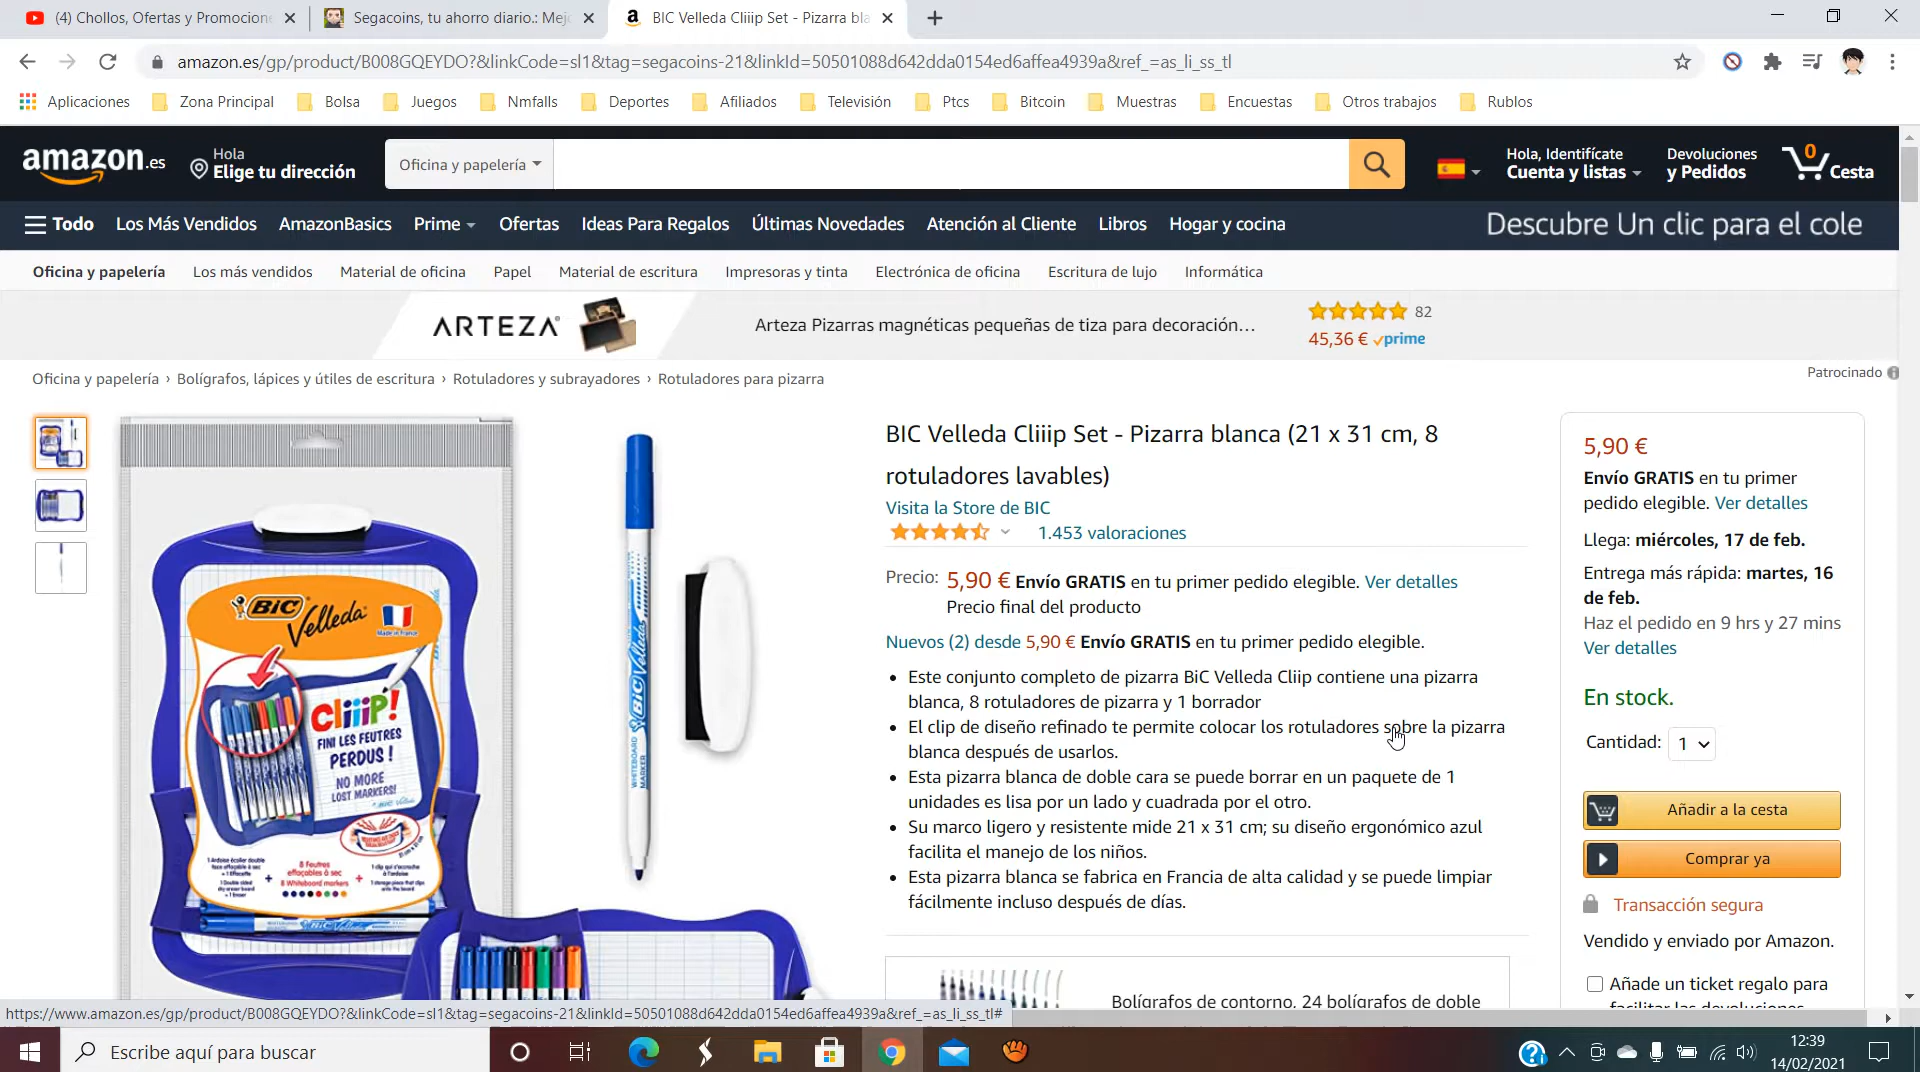 (4) Chollos, Ofertas y Promocione
Segacoins, tu ahorro diario.: Mejo
BIC Velleda Cliiip Set - Pizarra bla
amazon.es/gp/product/B008GQEYDO?&linkCode=sl1&tag=segacoins-21&linkId=50501088d642dda0154ed6affea4939a&ref_=as_li_ss_tl
Aplicaciones Zona Principal Bolsa Juegos Nmfalls Deportes Afiliados Televisión Ptcs Bitcoin Muestras Encuestas Otros trabajos Rublos
amazon.es
Hola
Elige tu dirección
Oficina y papelería
Hola, Identifícate
Cuenta y listas
Devoluciones
y Pedidos
0
Cesta
Todo Los Más Vendidos AmazonBasics Prime Ofertas Ideas Para Regalos Últimas Novedades Atención al Cliente Libros Hogar y cocina
Descubre Un clic para el cole
Oficina y papelería Los más vendidos Material de oficina Papel Material de escritura Impresoras y tinta Electrónica de oficina Escritura de lujo Informática
ARTEZA
Arteza Pizarras magnéticas pequeñas de tiza para decoración…
82
45,36 € prime
Patrocinado
Oficina y papelería › Bolígrafos, lápices y útiles de escritura › Rotuladores y subrayadores › Rotuladores para pizarra
BiC Velleda
Made in France
Cliiip!
FINI LES FEUTRES
PERDUS !
NO MORE
LOST MARKERS!
8 Feutres
effaçables à sec
8 Whiteboard markers
WHITEBOARD MARKER BiC Velleda
BIC Velleda Cliiip Set - Pizarra blanca (21 x 31 cm, 8
rotuladores lavables)
Visita la Store de BIC
1.453 valoraciones
Precio: 5,90 € Envío GRATIS en tu primer pedido elegible. Ver detalles
Precio final del producto
Nuevos (2) desde 5,90 € Envío GRATIS en tu primer pedido elegible.
• Este conjunto completo de pizarra BiC Velleda Cliip contiene una pizarra
blanca, 8 rotuladores de pizarra y 1 borrador
• El clip de diseño refinado te permite colocar los rotuladores sobre la pizarra
blanca después de usarlos.
• Esta pizarra blanca de doble cara se puede borrar en un paquete de 1
unidades es lisa por un lado y cuadrada por el otro.
• Su marco ligero y resistente mide 21 x 31 cm; su diseño ergonómico azul
facilita el manejo de los niños.
• Esta pizarra blanca se fabrica en Francia de alta calidad y se puede limpiar
fácilmente incluso después de días.
Bolígrafos de contorno, 24 bolígrafos de doble
5,90 €
Envío GRATIS en tu primer
pedido elegible. Ver detalles
Llega: miércoles, 17 de feb.
Entrega más rápida: martes, 16
de feb.
Haz el pedido en 9 hrs y 27 mins
Ver detalles
En stock.
Cantidad: 1
Añadir a la cesta
Comprar ya
Transacción segura
Vendido y enviado por Amazon.
Añade un ticket regalo para
facilitar las devoluciones
https://www.amazon.es/gp/product/B008GQEYDO?&linkCode=sl1&tag=segacoins-21&linkId=50501088d642dda0154ed6affea4939a&ref_=as_li_ss_tl#
Escribe aquí para buscar
12:39
14/02/2021